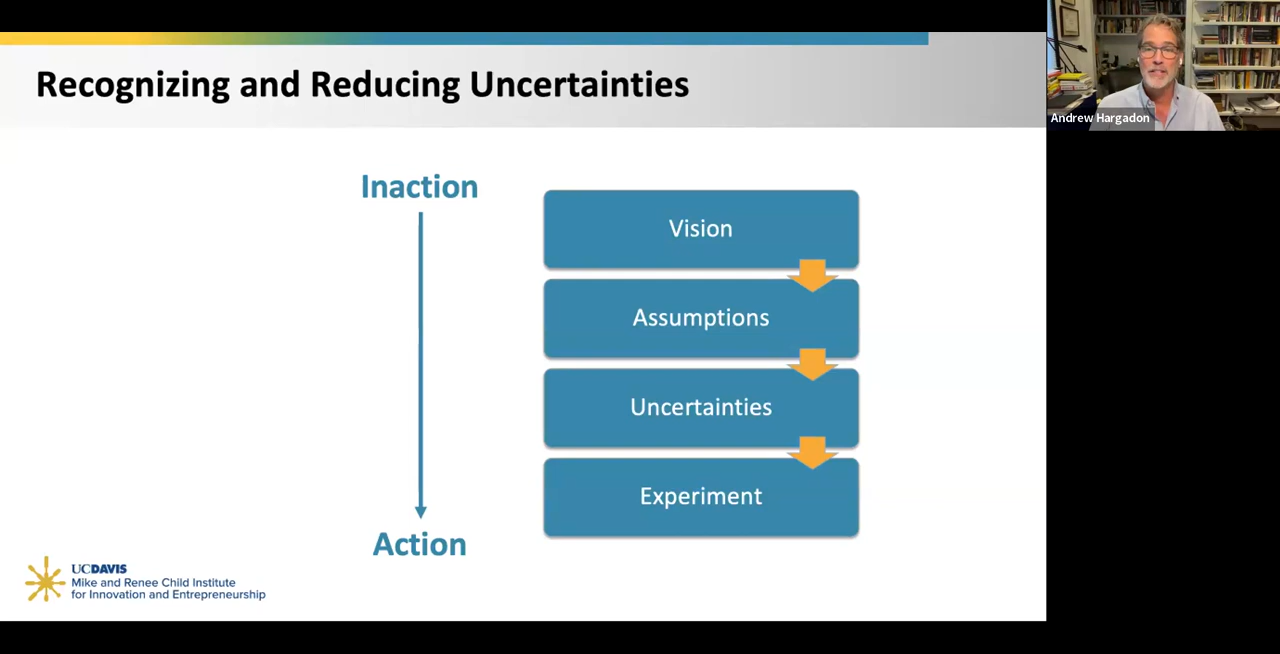 Recognizing and Reducing Uncertainties
Andrew Hargadon
Inaction
Vision
Assumptions
Uncertainties
Experiment
Action
UCDAVIS
Mike and Renee Child Institute
for Innovation and Entrepreneurship